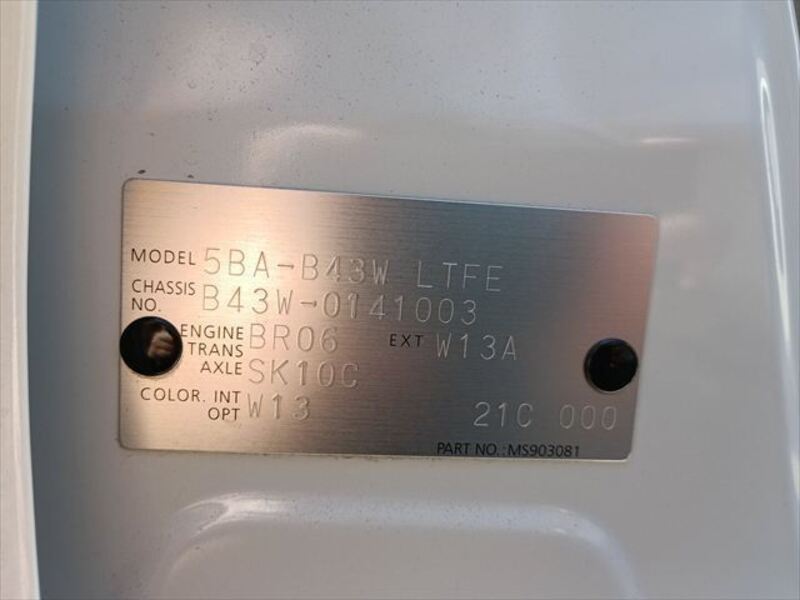 MODEL 5BA-B43W LTFE
CHASSIS NO. B43W-0141003
ENGINE BR06 EXT W13A
TRANS AXLE SK10C
COLOR. INT OPT W13 21C 000
PART NO.:MS903081